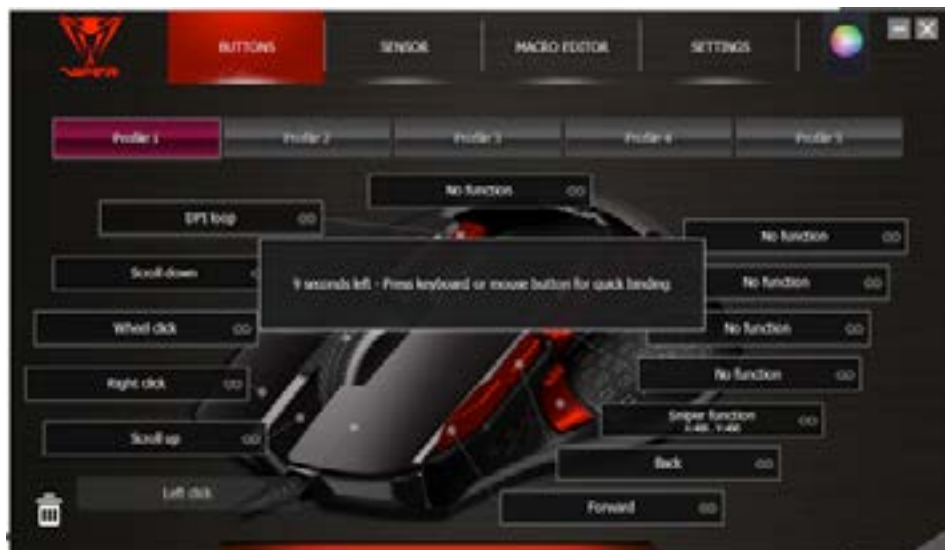 VIPER
BUTTONS
SENSOR
MACRO EDITOR
SETTINGS
Profile 1
Profile 2
Profile 3
Profile 4
Profile 5
No function
DPI loop
No function
Scroll down
9 seconds left - Press keyboard or mouse button for quick binding
No function
Wheel click
No function
Right click
No function
Sniper function
Scroll up
Back
Left click
Forward